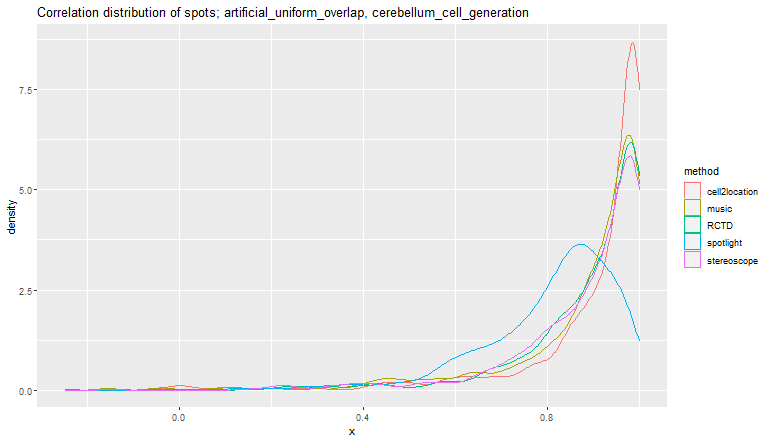 Correlation distribution of spots; artificial_uniform_overlap, cerebellum_cell_generation
7.5
5.0
2.5
0.0
density
0.0 0.4 0.8
x
method
cell2location
music
RCTD
spotlight
stereoscope